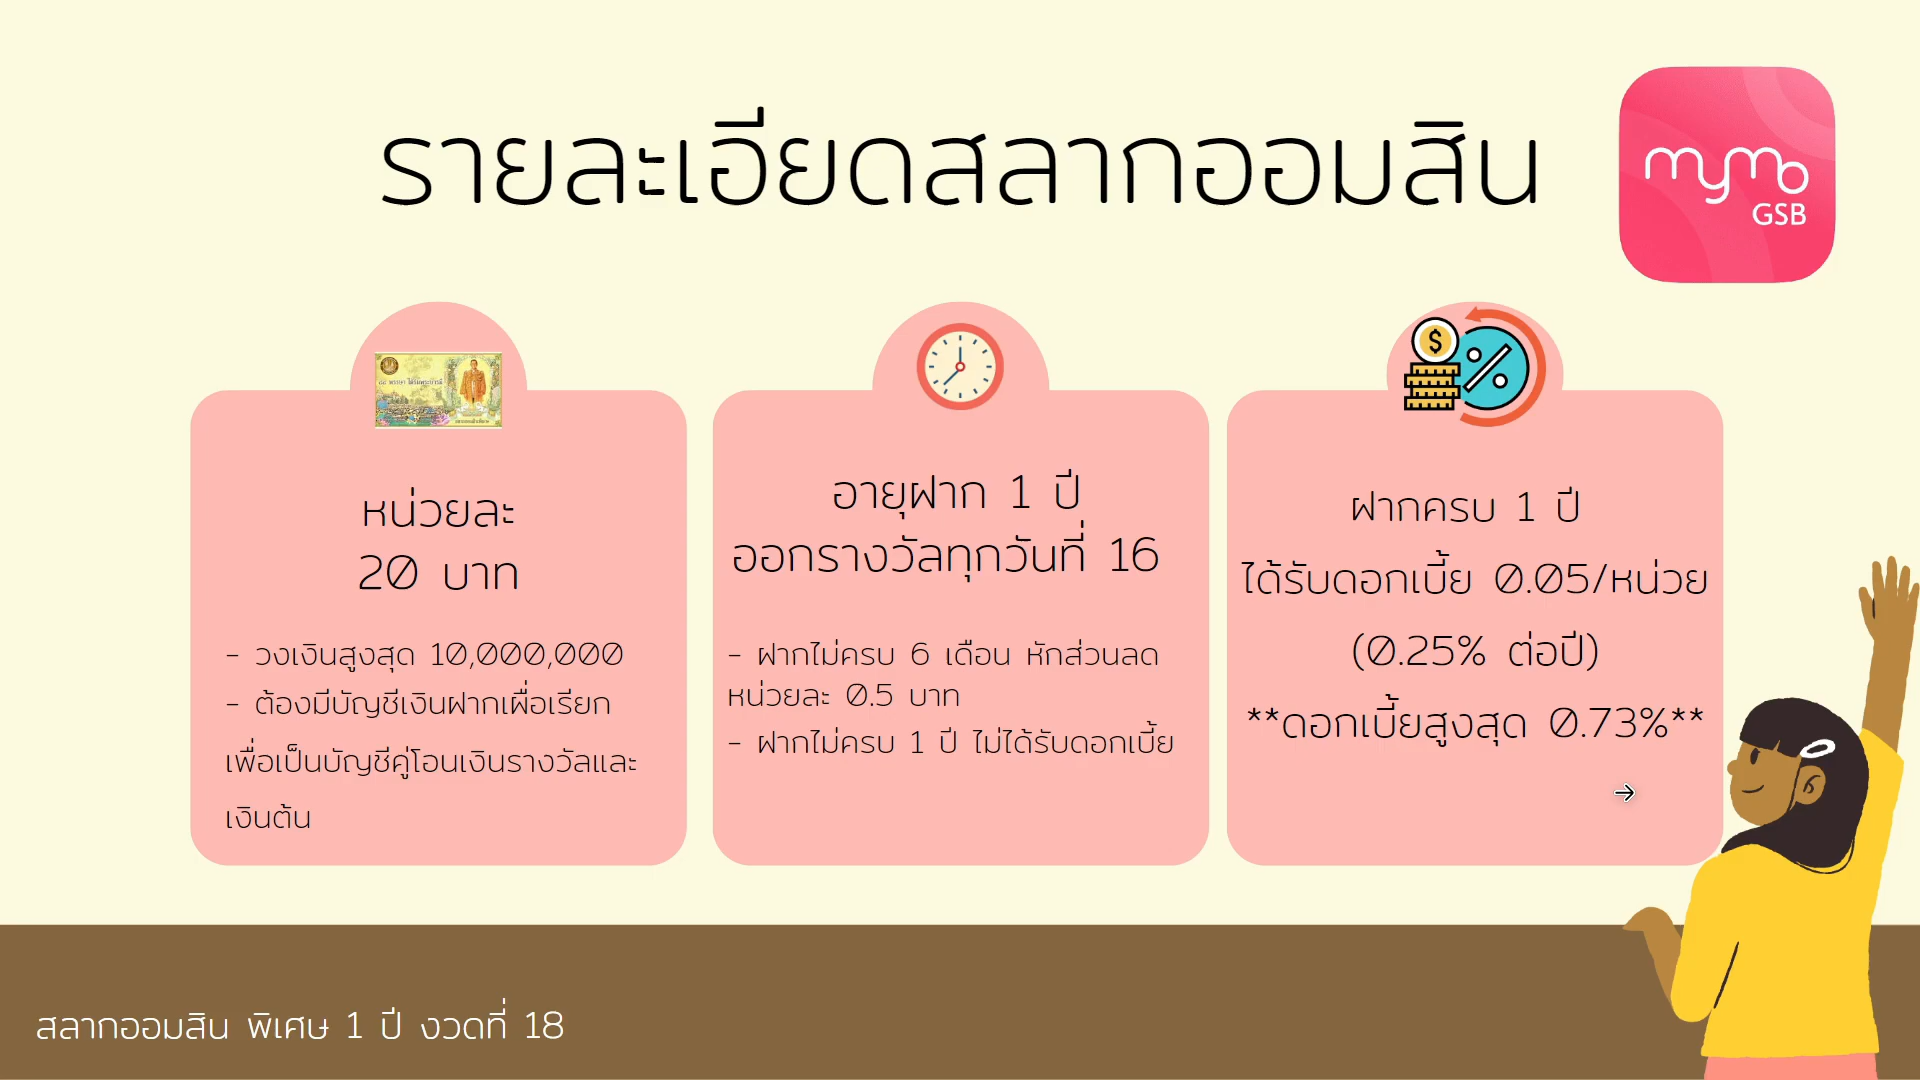 รายละเอียดสลากออมสิน
mymo
GSB
หน่วยละ
20 บาท
- วงเงินสูงสุด 10,000,000
- ต้องมีบัญชีเงินฝากเผื่อเรียก
เพื่อเป็นบัญชีคู่โอนเงินรางวัลและ
เงินต้น
อายุฝาก 1 ปี
ออกรางวัลทุกวันที่ 16
- ฝากไม่ครบ 6 เดือน หักส่วนลด
หน่วยละ 0.5 บาท
- ฝากไม่ครบ 1 ปี ไม่ได้รับดอกเบี้ย
$
%
ฝากครบ 1 ปี
ได้รับดอกเบี้ย 0.05/หน่วย
(0.25% ต่อปี)
**ดอกเบี้ยสูงสุด 0.73%**
สลากออมสิน พิเศษ 1 ปี งวดที่ 18